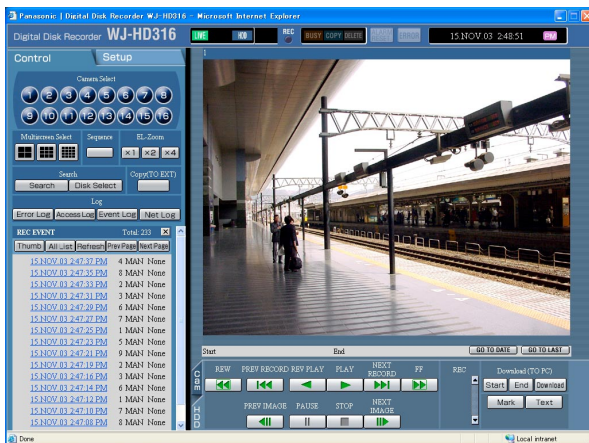 Panasonic | Digital Disk Recorder WJ-HD316 - Microsoft Internet Explorer
Digital Disk Recorder WJ-HD316
LIVE HDD REC BUSY COPY DELETE ERROR 15.NOV.03 2:48:51 PM
Control Setup
1
Camera Select
1 2 3 4 5 6 7 8
9 10 11 12 13 14 15 16
Multiscreen Select Sequence EL-Zoom
×1 ×2 ×4
Search Copy(TO EXT)
Search Disk Select
Log
Error Log Access Log Event Log Net Log
REC EVENT Total: 233 X
Thumb All List Refresh Prev Page Next Page
15.NOV.03 2:47:37 PM 4 MAN None
15.NOV.03 2:47:35 PM 8 MAN None
15.NOV.03 2:47:33 PM 2 MAN None
15.NOV.03 2:47:31 PM 3 MAN None
15.NOV.03 2:47:29 PM 6 MAN None
15.NOV.03 2:47:27 PM 7 MAN None
15.NOV.03 2:47:25 PM 1 MAN None
15.NOV.03 2:47:23 PM 5 MAN None
15.NOV.03 2:47:21 PM 9 MAN None
15.NOV.03 2:47:19 PM 2 MAN None
15.NOV.03 2:47:16 PM 3 MAN None
15.NOV.03 2:47:14 PM 6 MAN None
15.NOV.03 2:47:12 PM 1 MAN None
15.NOV.03 2:47:10 PM 7 MAN None
15.NOV.03 2:47:08 PM 8 MAN None
Start End GO TO DATE GO TO LAST
Cam
HDD
REW PREV RECORD REV PLAY PLAY NEXT RECORD FF
PREV IMAGE PAUSE STOP NEXT IMAGE
REC Download (TO PC)
Start End Download
Mark Text
Done Local intranet